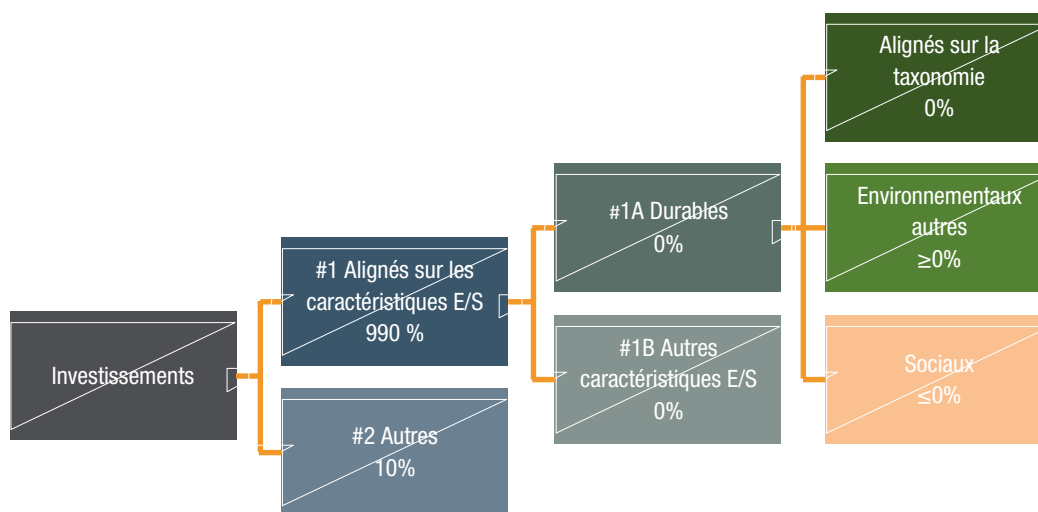 Investissements
#1 Alignés sur les
caractéristiques E/S
990 %
#2 Autres
10%
#1A Durables
0%
#1B Autres
caractéristiques E/S
0%
Alignés sur la
taxonomie
0%
Environnementaux
autres
≥0%
Sociaux
≤0%